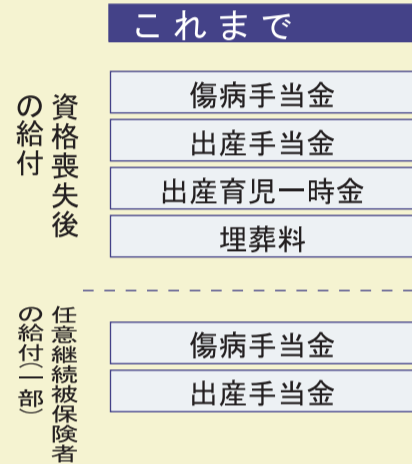 これまで
資格喪失後
の給付
傷病手当金
出産手当金
出産育児一時金
埋葬料
任意継続被保険者
の給付(一部)
傷病手当金
出産手当金